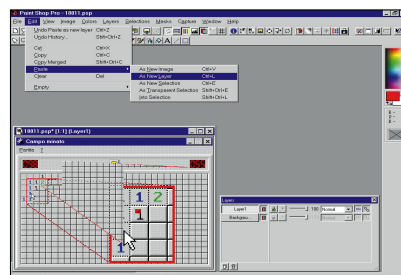 Paint Shop Pro - 10011.psp
File Edit View Image Colors Layers Selections Masks Capture Window Help
Undo Paste as new layer Ctrl+Z
Undo History... Shift+Ctrl+Z
Cut Ctrl+X
Copy Ctrl+C
Copy Merged Shift+Ctrl+C
Paste
Clear Del
Empty
As New Image Ctrl+V
As New Layer Ctrl+L
As New Selection Ctrl+E
As Transparent Selection Shift+Ctrl+E
Into Selection Shift+Ctrl+L
10011.psp* [1:1] (Layer1)
Campo minato
Partita ?
1 2
1
1
Layers
Layer1 100 Normal
Backgrou...